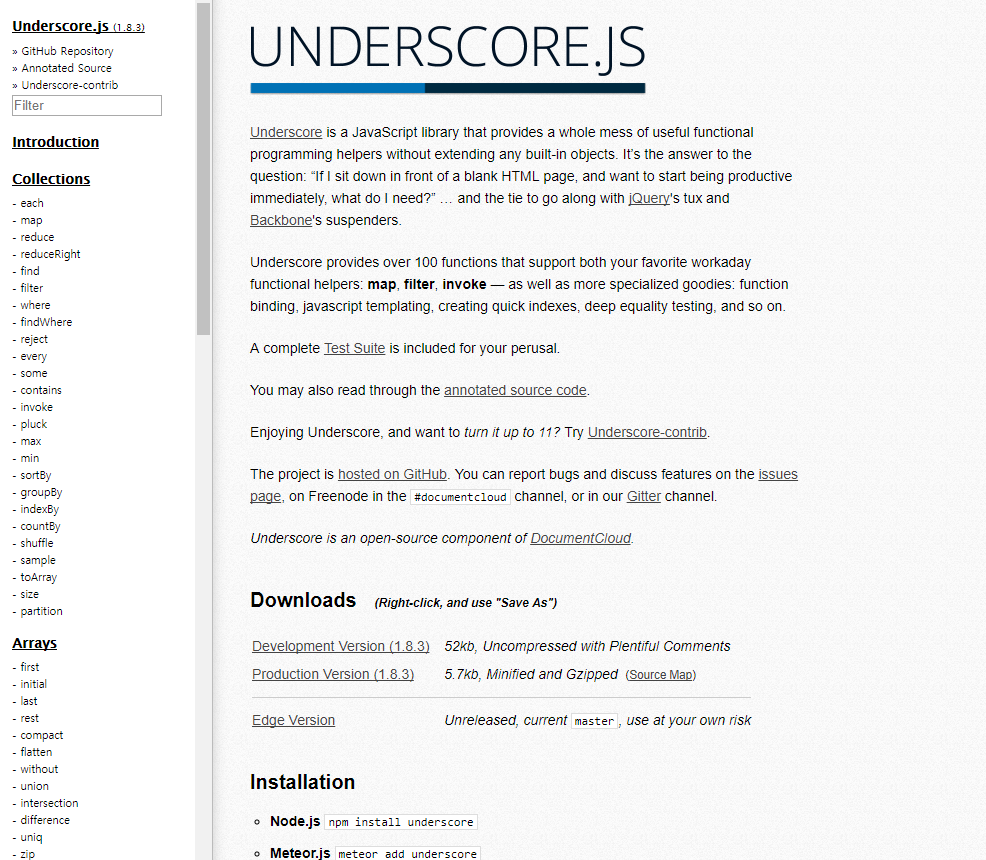 Underscore.js (1.8.3)
» GitHub Repository
» Annotated Source
» Underscore-contrib
Filter
Introduction
Collections
- each
- map
- reduce
- reduceRight
- find
- filter
- where
- findWhere
- reject
- every
- some
- contains
- invoke
- pluck
- max
- min
- sortBy
- groupBy
- indexBy
- countBy
- shuffle
- sample
- toArray
- size
- partition
Arrays
- first
- initial
- last
- rest
- compact
- flatten
- without
- union
- intersection
- difference
- uniq
- zip
UNDERSCORE.JS
Underscore is a JavaScript library that provides a whole mess of useful functional
programming helpers without extending any built-in objects. It’s the answer to the
question: “If I sit down in front of a blank HTML page, and want to start being productive
immediately, what do I need?” … and the tie to go along with jQuery's tux and
Backbone's suspenders.
Underscore provides over 100 functions that support both your favorite workaday
functional helpers: map, filter, invoke — as well as more specialized goodies: function
binding, javascript templating, creating quick indexes, deep equality testing, and so on.
A complete Test Suite is included for your perusal.
You may also read through the annotated source code.
Enjoying Underscore, and want to turn it up to 11? Try Underscore-contrib.
The project is hosted on GitHub. You can report bugs and discuss features on the issues
page, on Freenode in the #documentcloud channel, or in our Gitter channel.
Underscore is an open-source component of DocumentCloud.
Downloads (Right-click, and use "Save As")
Development Version (1.8.3) 52kb, Uncompressed with Plentiful Comments
Production Version (1.8.3) 5.7kb, Minified and Gzipped (Source Map)
Edge Version Unreleased, current master, use at your own risk
Installation
Node.js npm install underscore
Meteor.js meteor add underscore